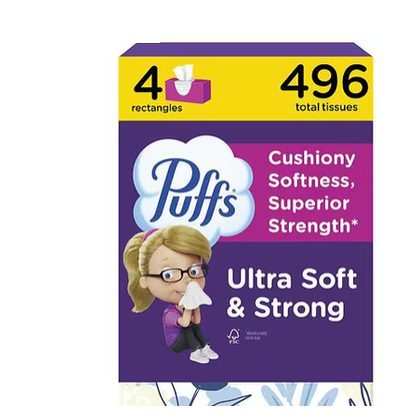 4
rectangles
496
total tissues
Puffs
Cushiony
Softness,
Superior
Strength*
Ultra Soft
& Strong
FSC